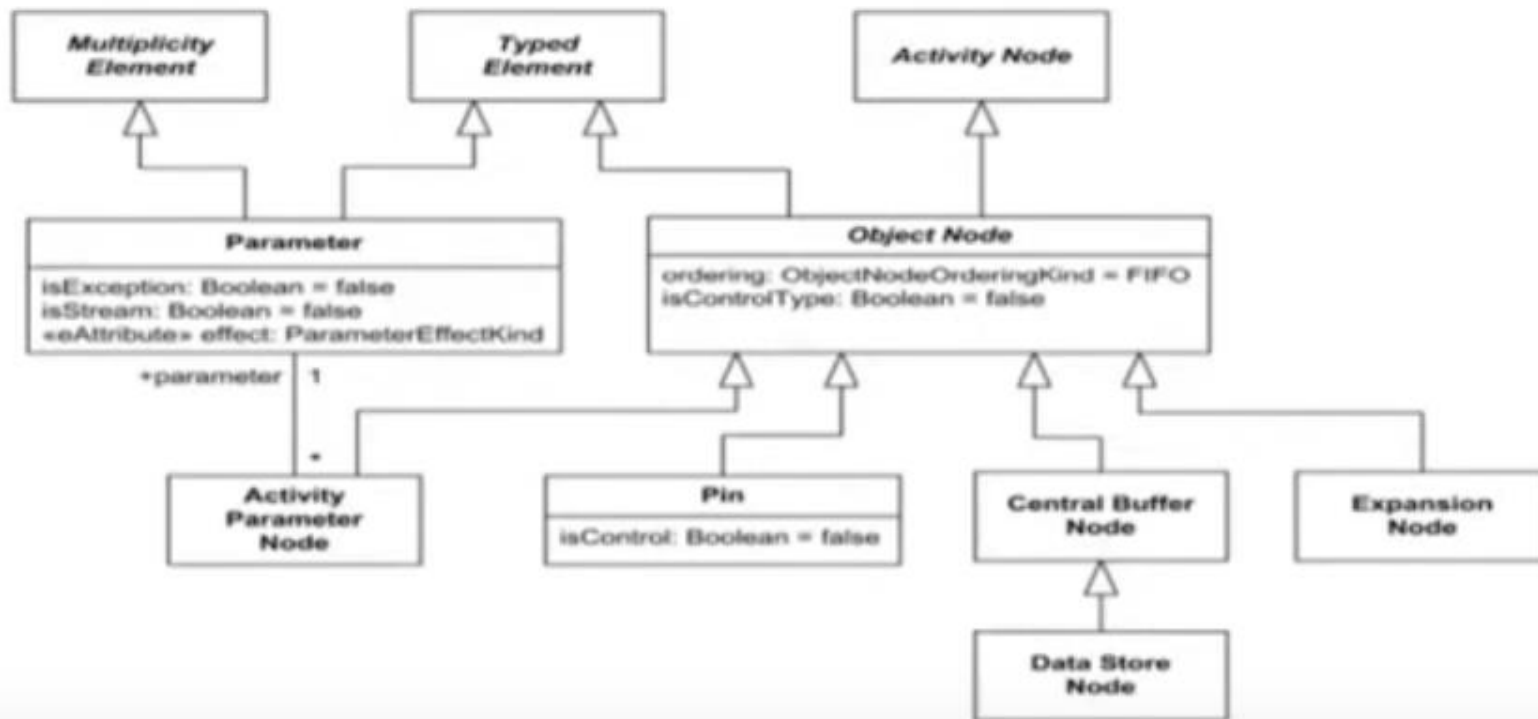 Multiplicity
Element
Typed
Element
Activity Node
Parameter
isException: Boolean = false
isStream: Boolean = false
«eAttribute» effect: ParameterEffectKind
Object Node
ordering: ObjectNodeOrderingKind = FIFO
isControlType: Boolean = false
+parameter
1
*
Activity
Parameter
Node
Pin
isControl: Boolean = false
Central Buffer
Node
Expansion
Node
Data Store
Node